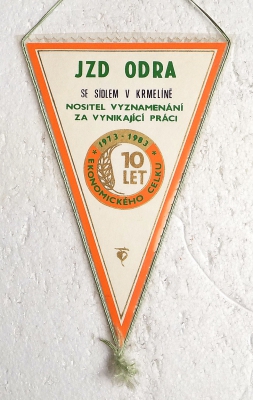 JZD ODRA
SE SÍDLEM V KRMELÍNĚ
NOSITEL VYZNAMENÁNÍ
ZA VYNIKAJÍCÍ PRÁCI
1973 - 1983
10
LET
* EKONOMICKÉHO CELKU *